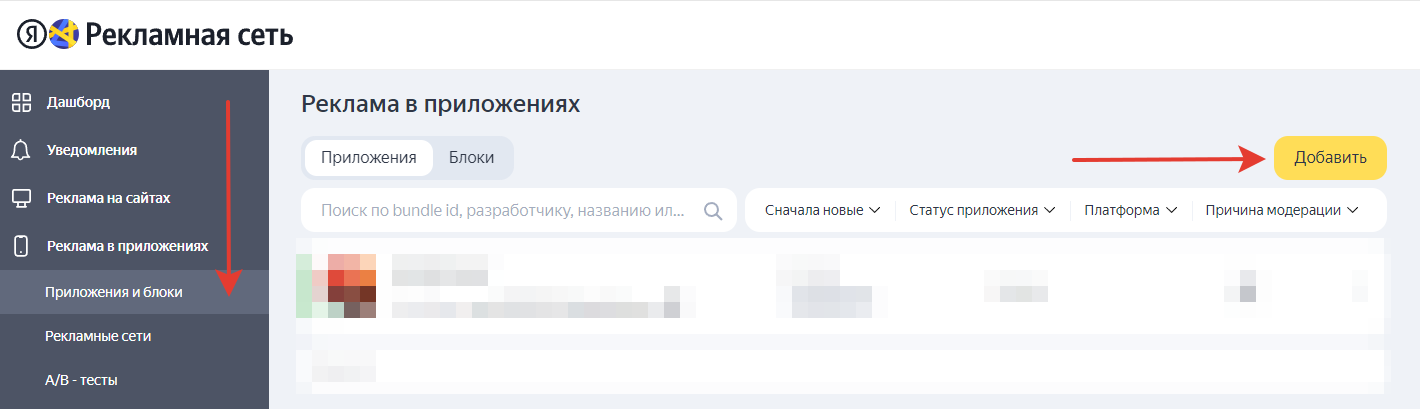 Я Рекламная сеть
Дашборд
Уведомления
Реклама на сайтах
Реклама в приложениях
Приложения и блоки
Рекламные сети
А/В - тесты
Реклама в приложениях
Приложения Блоки
Добавить
Поиск по bundle id, разработчику, названию ил...
Сначала новые Статус приложения Платформа Причина модерации